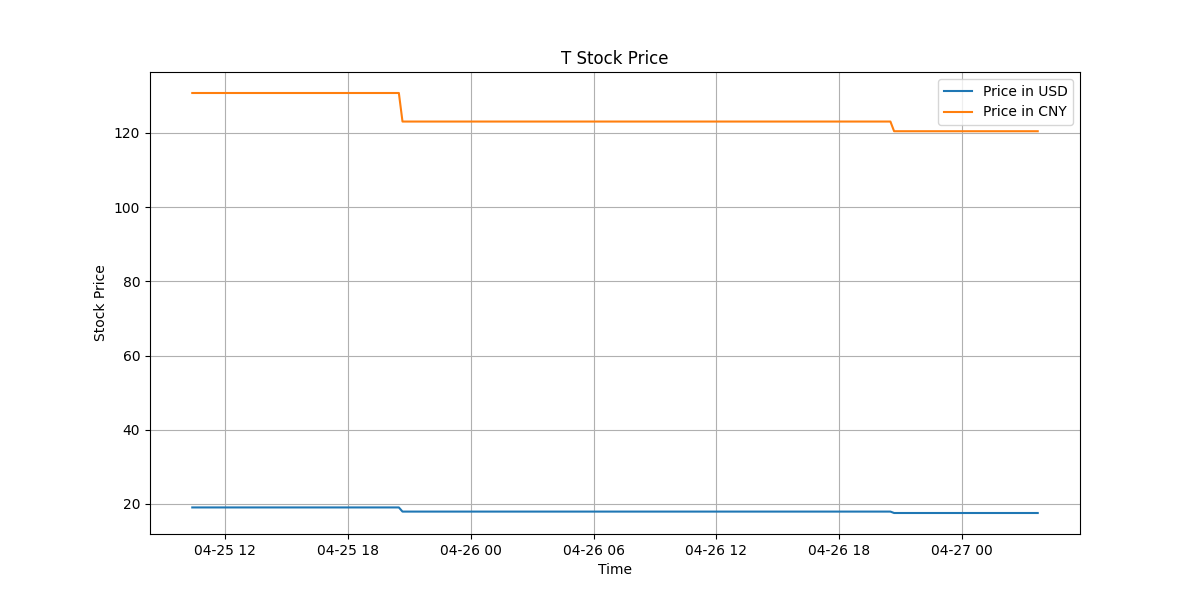 T Stock Price
Price in USD
Price in CNY
Stock Price
120
100
80
60
40
20
04-25 12
04-25 18
04-26 00
04-26 06
04-26 12
04-26 18
04-27 00
Time